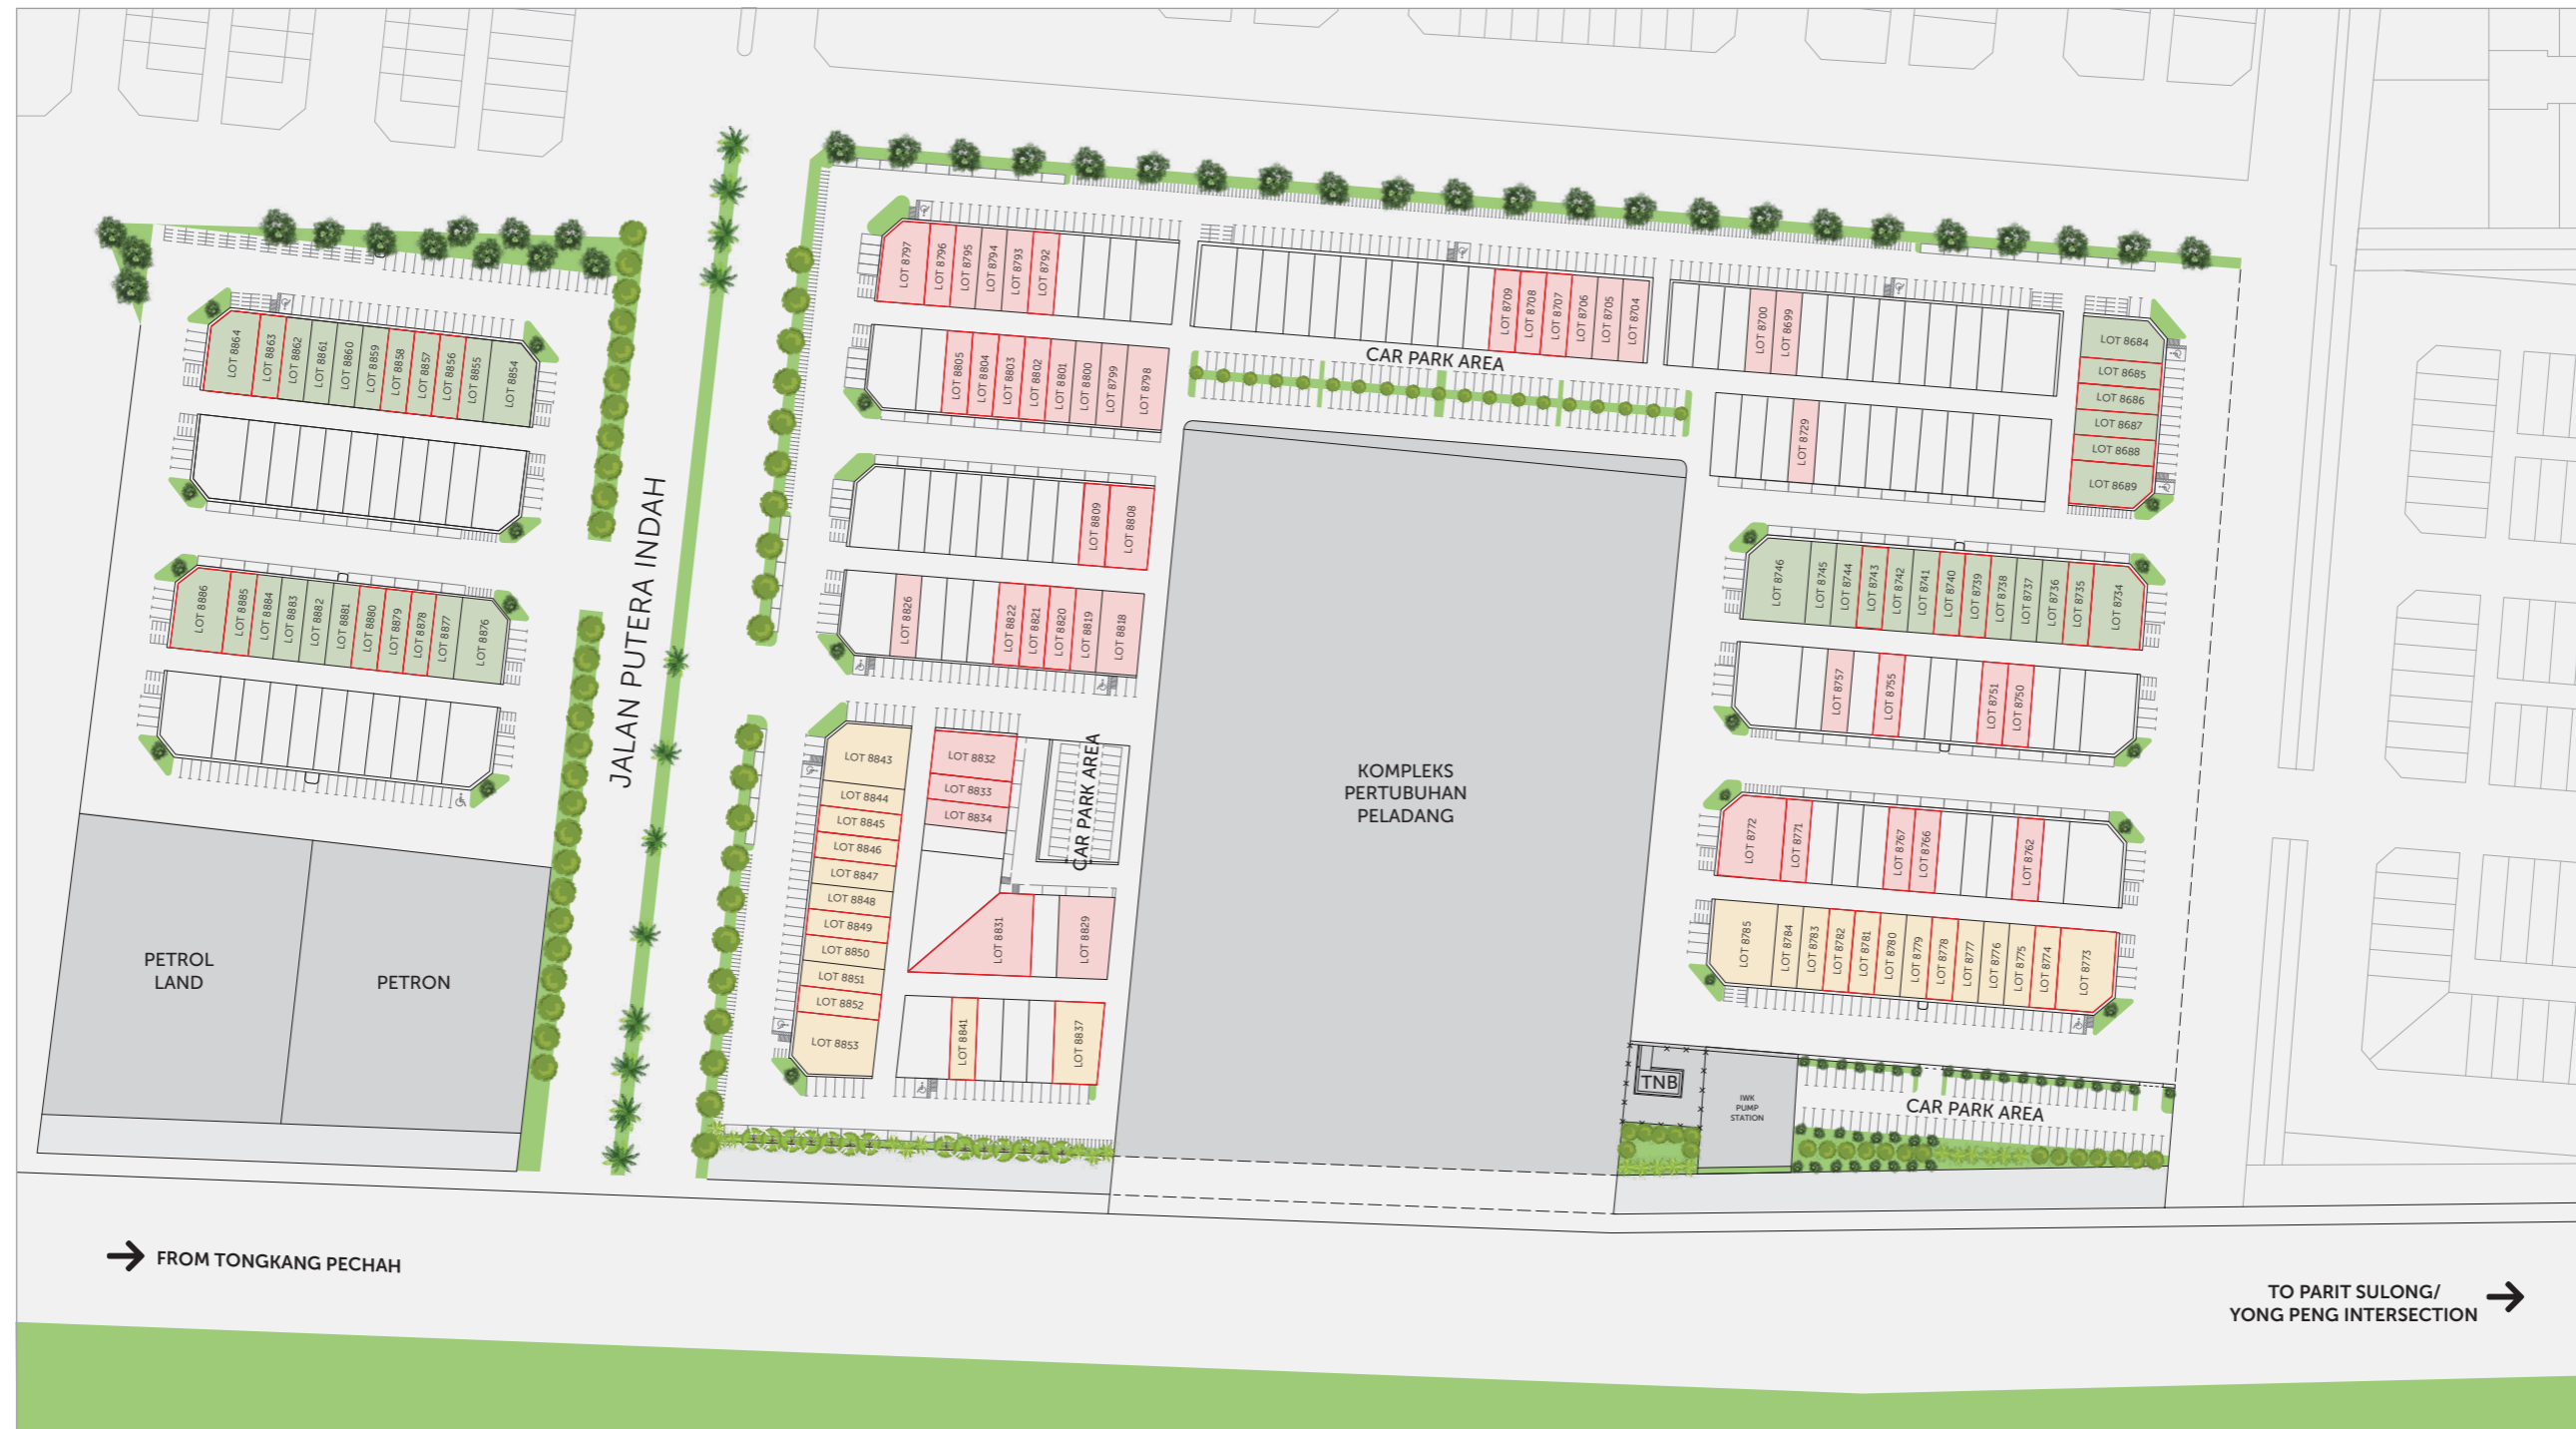 LOT 8864
LOT 8863
LOT 8862
LOT 8861
LOT 8860
LOT 8859
LOT 8858
LOT 8857
LOT 8856
LOT 8855
LOT 8854
LOT 8886
LOT 8885
LOT 8884
LOT 8883
LOT 8882
LOT 8881
LOT 8880
LOT 8879
LOT 8878
LOT 8877
LOT 8876
PETROL
LAND
PETRON
JALAN PUTERA INDAH
LOT 8797
LOT 8796
LOT 8795
LOT 8794
LOT 8793
LOT 8792
LOT 8805
LOT 8804
LOT 8803
LOT 8802
LOT 8801
LOT 8800
LOT 8799
LOT 8798
LOT 8809
LOT 8808
LOT 8826
LOT 8822
LOT 8821
LOT 8820
LOT 8819
LOT 8818
LOT 8843
LOT 8844
LOT 8845
LOT 8846
LOT 8847
LOT 8848
LOT 8849
LOT 8850
LOT 8851
LOT 8852
LOT 8853
LOT 8832
LOT 8833
LOT 8834
CAR PARK AREA
LOT 8831
LOT 8829
LOT 8841
LOT 8837
LOT 8709
LOT 8708
LOT 8707
LOT 8706
LOT 8705
LOT 8704
CAR PARK AREA
KOMPLEKS
PERTUBUHAN
PELADANG
LOT 8700
LOT 8699
LOT 8729
LOT 8684
LOT 8685
LOT 8686
LOT 8687
LOT 8688
LOT 8689
LOT 8746
LOT 8745
LOT 8744
LOT 8743
LOT 8742
LOT 8741
LOT 8740
LOT 8739
LOT 8738
LOT 8737
LOT 8736
LOT 8735
LOT 8734
LOT 8757
LOT 8755
LOT 8751
LOT 8750
LOT 8772
LOT 8771
LOT 8767
LOT 8766
LOT 8762
LOT 8785
LOT 8784
LOT 8783
LOT 8782
LOT 8781
LOT 8780
LOT 8779
LOT 8778
LOT 8777
LOT 8776
LOT 8775
LOT 8774
LOT 8773
TNB
IWK
PUMP
STATION
CAR PARK AREA
FROM TONGKANG PECHAH
TO PARIT SULONG/
YONG PENG INTERSECTION